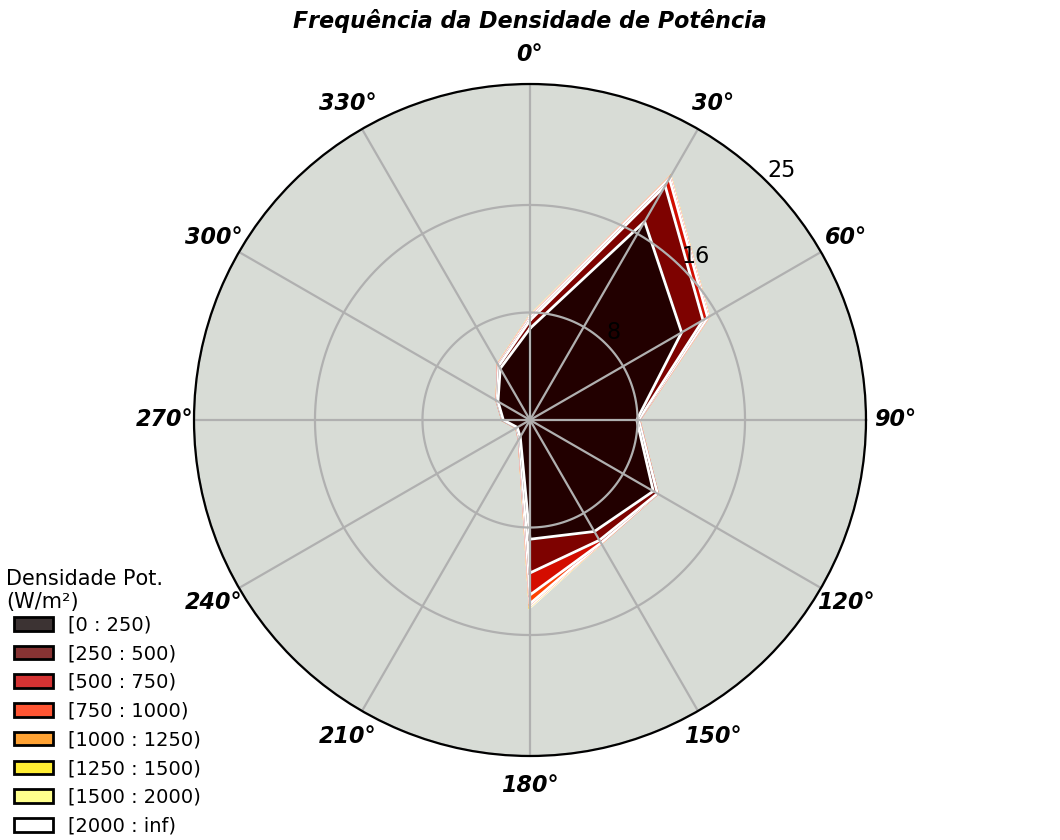 Frequência da Densidade de Potência
0°
330°
30°
25
300°
60°
16
8
270°
90°
240°
120°
210°
150°
180°
Densidade Pot.
(W/m²)
[0 : 250)
[250 : 500)
[500 : 750)
[750 : 1000)
[1000 : 1250)
[1250 : 1500)
[1500 : 2000)
[2000 : inf)